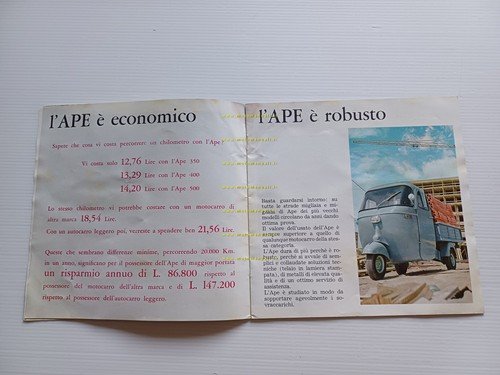 l'APE è economico
Sapete che cosa vi costa percorrere un chilometro con l'Ape?
Vi costa solo 12,76 Lire con l'Ape 350
13,29 Lire con l'Ape 400
14,20 Lire con l'Ape 500
Lo stesso chilometro vi potrebbe costare con un motocarro di
altra marca 18,54 Lire.
Con un autocarro leggero poi, verreste a spendere ben 21,56 Lire.
Queste che sembrano differenze minime, percorrendo 20.000 Km.
in un anno, significano per il possessore dell'Ape di maggior portata
un risparmio annuo di L. 86.800 rispetto al
possessore del motocarro dell'altra marca e di L. 147.200
rispetto al possessore dell'autocarro leggero.
l'APE è robusto
Basta guardarsi intorno: su
tutte le strade migliaia e mi-
gliaia di Ape dei più vecchi
modelli circolano da anni dando
ottima prova.
Il valore dell'usato dell'Ape è
sempre superiore a quello di
qualunque motocarro della stes-
sa categoria.
L'Ape dura di più perchè è ro-
busto, perchè si avvale di sem-
plici e collaudate soluzioni tec-
niche (telaio in lamiera stam-
pata), di metalli di elevata qua-
lità e di un ottimo servizio di
assistenza.
L'Ape è studiato in modo da
sopportare agevolmente i so-
vraccarichi.